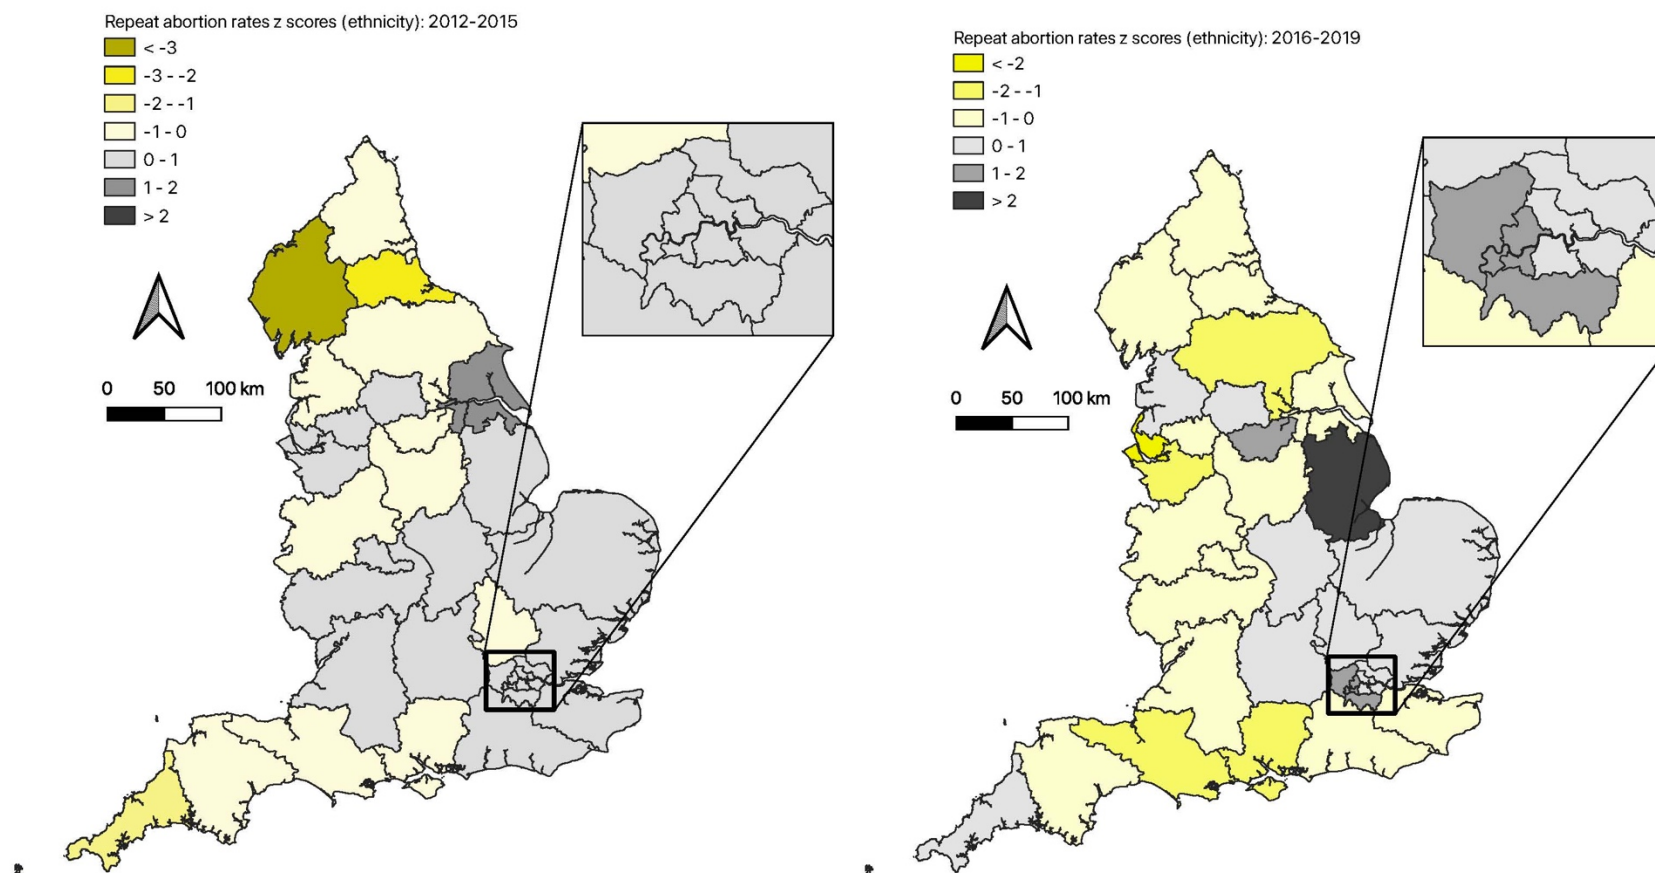 Repeat abortion rates z scores (ethnicity): 2012-2015
< -3
-3 - -2
-2 - -1
-1 - 0
0 - 1
1 - 2
> 2
0 50 100 km
Repeat abortion rates z scores (ethnicity): 2016-2019
< -2
-2 - -1
-1 - 0
0 - 1
1 - 2
> 2
0 50 100 km